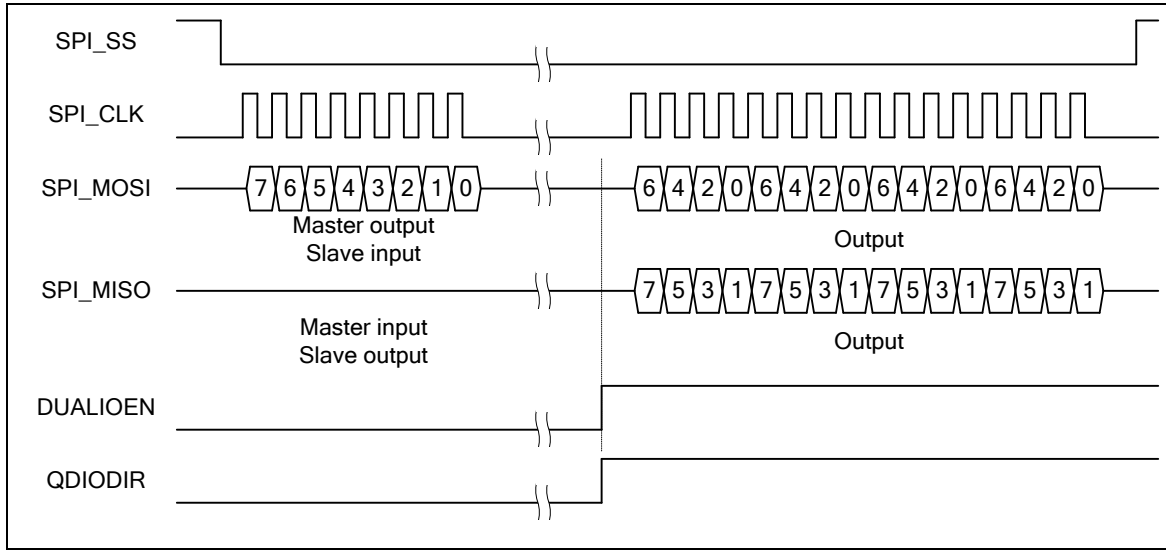 SPI_SS
SPI_CLK
SPI_MOSI 7 6 5 4 3 2 1 0 6 4 2 0 6 4 2 0 6 4 2 0 6 4 2 0
Master output
Slave input
Output
SPI_MISO 7 5 3 1 7 5 3 1 7 5 3 1 7 5 3 1
Master input
Slave output
Output
DUALIOEN
QDIODIR